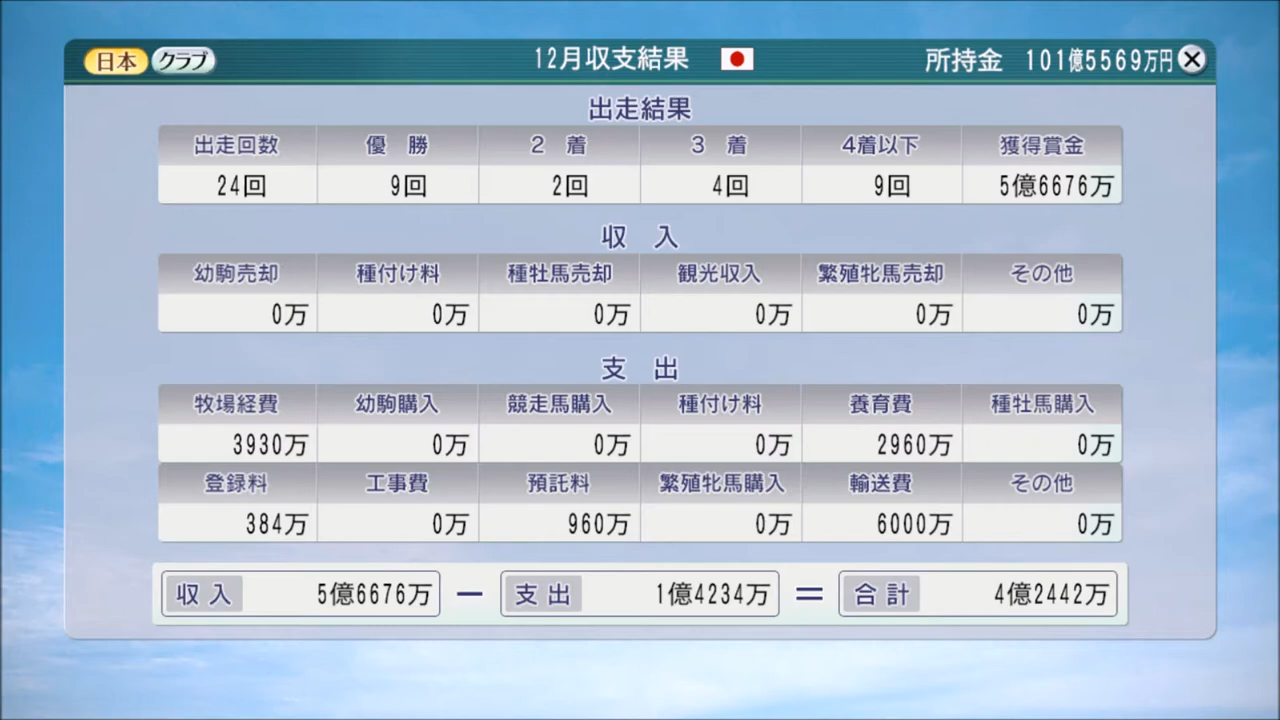 日本 クラブ 12月収支結果 所持金 101億5569万円
出走結果
出走回数 優 勝 2 着 3 着 4着以下 獲得賞金
24回 9回 2回 4回 9回 5億6676万
収 入
幼駒売却 種付け料 種牡馬売却 観光収入 繁殖牝馬売却 その他
0万 0万 0万 0万 0万 0万
支 出
牧場経費 幼駒購入 競走馬購入 種付け料 養育費 種牡馬購入
3930万 0万 0万 0万 2960万 0万
登録料 工事費 預託料 繁殖牝馬購入 輸送費 その他
384万 0万 960万 0万 6000万 0万
収入 5億6676万 − 支出 1億4234万 = 合計 4億2442万